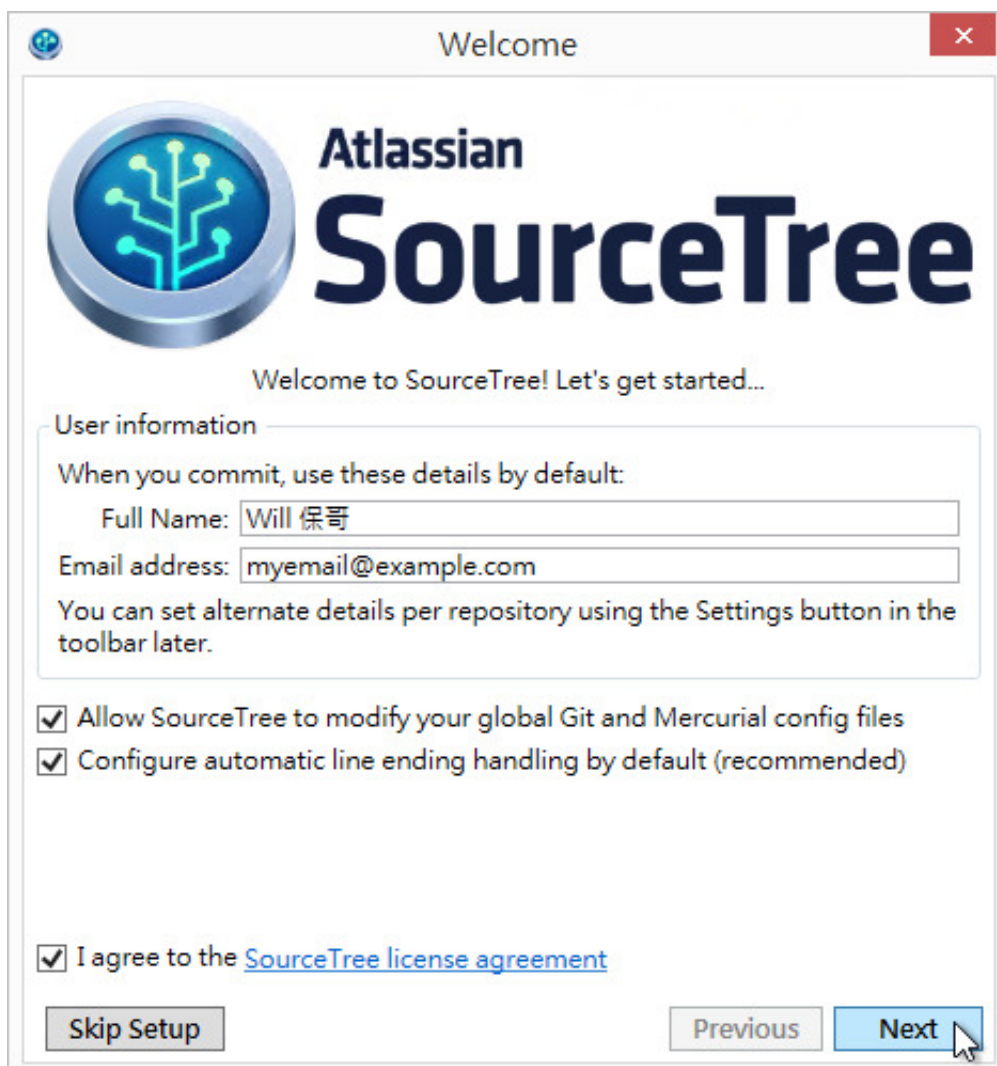 Welcome
Atlassian
SourceTree
Welcome to SourceTree! Let's get started...
User information
When you commit, use these details by default:
Full Name: Will 保哥
Email address: myemail@example.com
You can set alternate details per repository using the Settings button in the
toolbar later.
Allow SourceTree to modify your global Git and Mercurial config files
Configure automatic line ending handling by default (recommended)
I agree to the SourceTree license agreement
Skip Setup Previous Next